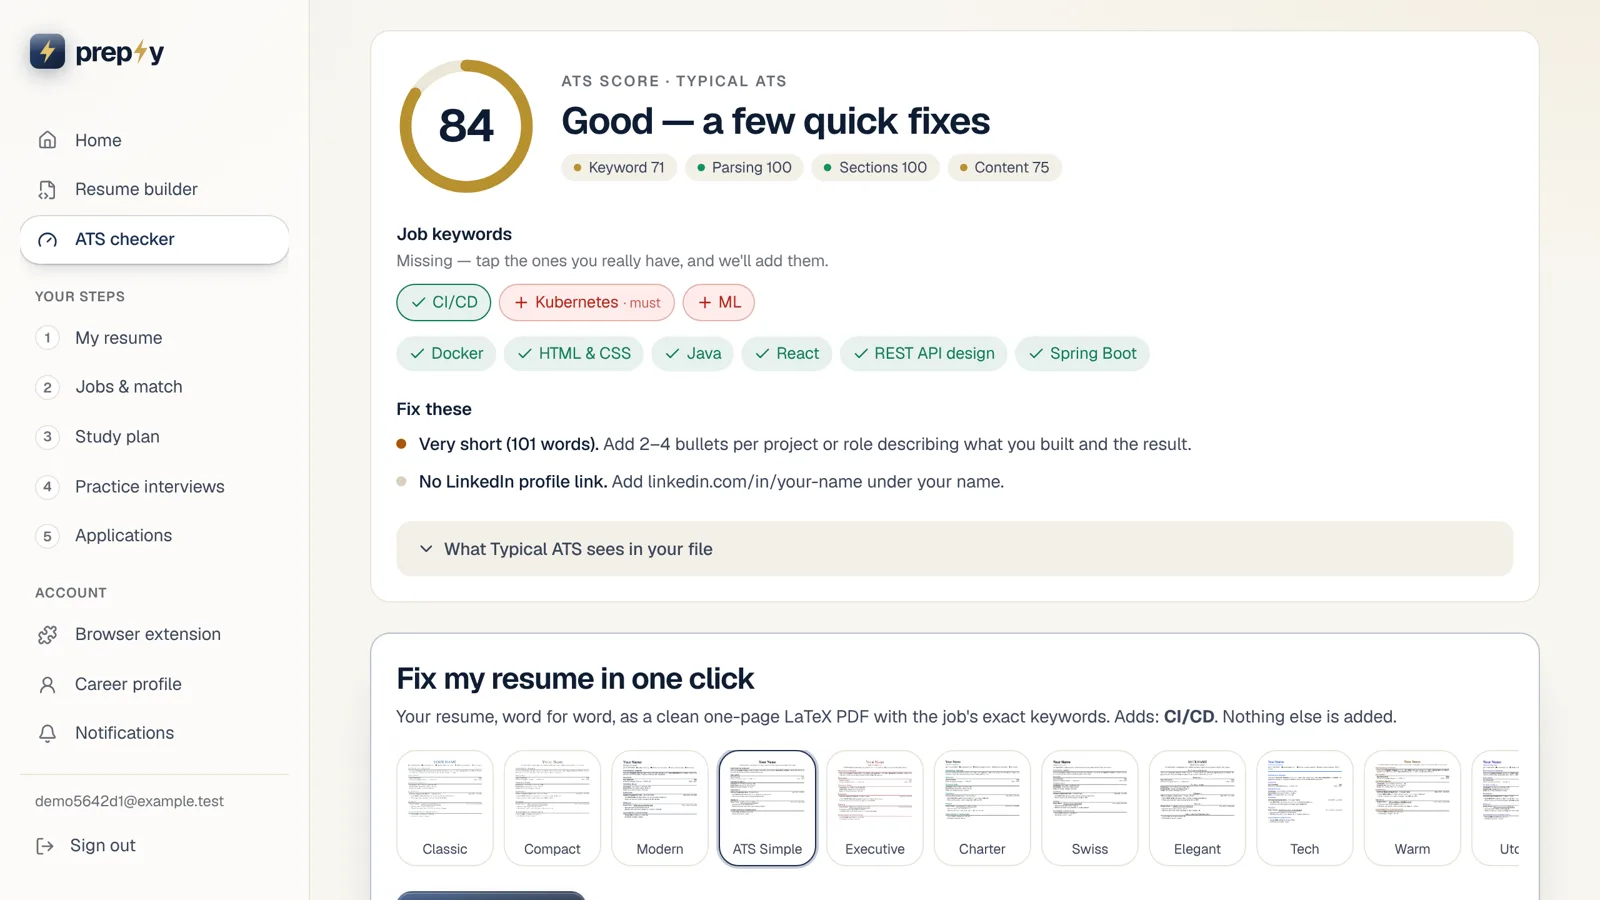 prep⚡y
Home
Resume builder
ATS checker
YOUR STEPS
1 My resume
2 Jobs & match
3 Study plan
4 Practice interviews
5 Applications
ACCOUNT
Browser extension
Career profile
Notifications
demo5642d1@example.test
Sign out
84
ATS SCORE · TYPICAL ATS
Good — a few quick fixes
Keyword 71 Parsing 100 Sections 100 Content 75
Job keywords
Missing — tap the ones you really have, and we'll add them.
✓ CI/CD + Kubernetes · must + ML
✓ Docker ✓ HTML & CSS ✓ Java ✓ React ✓ REST API design ✓ Spring Boot
Fix these
Very short (101 words). Add 2–4 bullets per project or role describing what you built and the result.
No LinkedIn profile link. Add linkedin.com/in/your-name under your name.
What Typical ATS sees in your file
Fix my resume in one click
Your resume, word for word, as a clean one-page LaTeX PDF with the job's exact keywords. Adds: CI/CD. Nothing else is added.
Classic Compact Modern ATS Simple Executive Charter Swiss Elegant Tech Warm